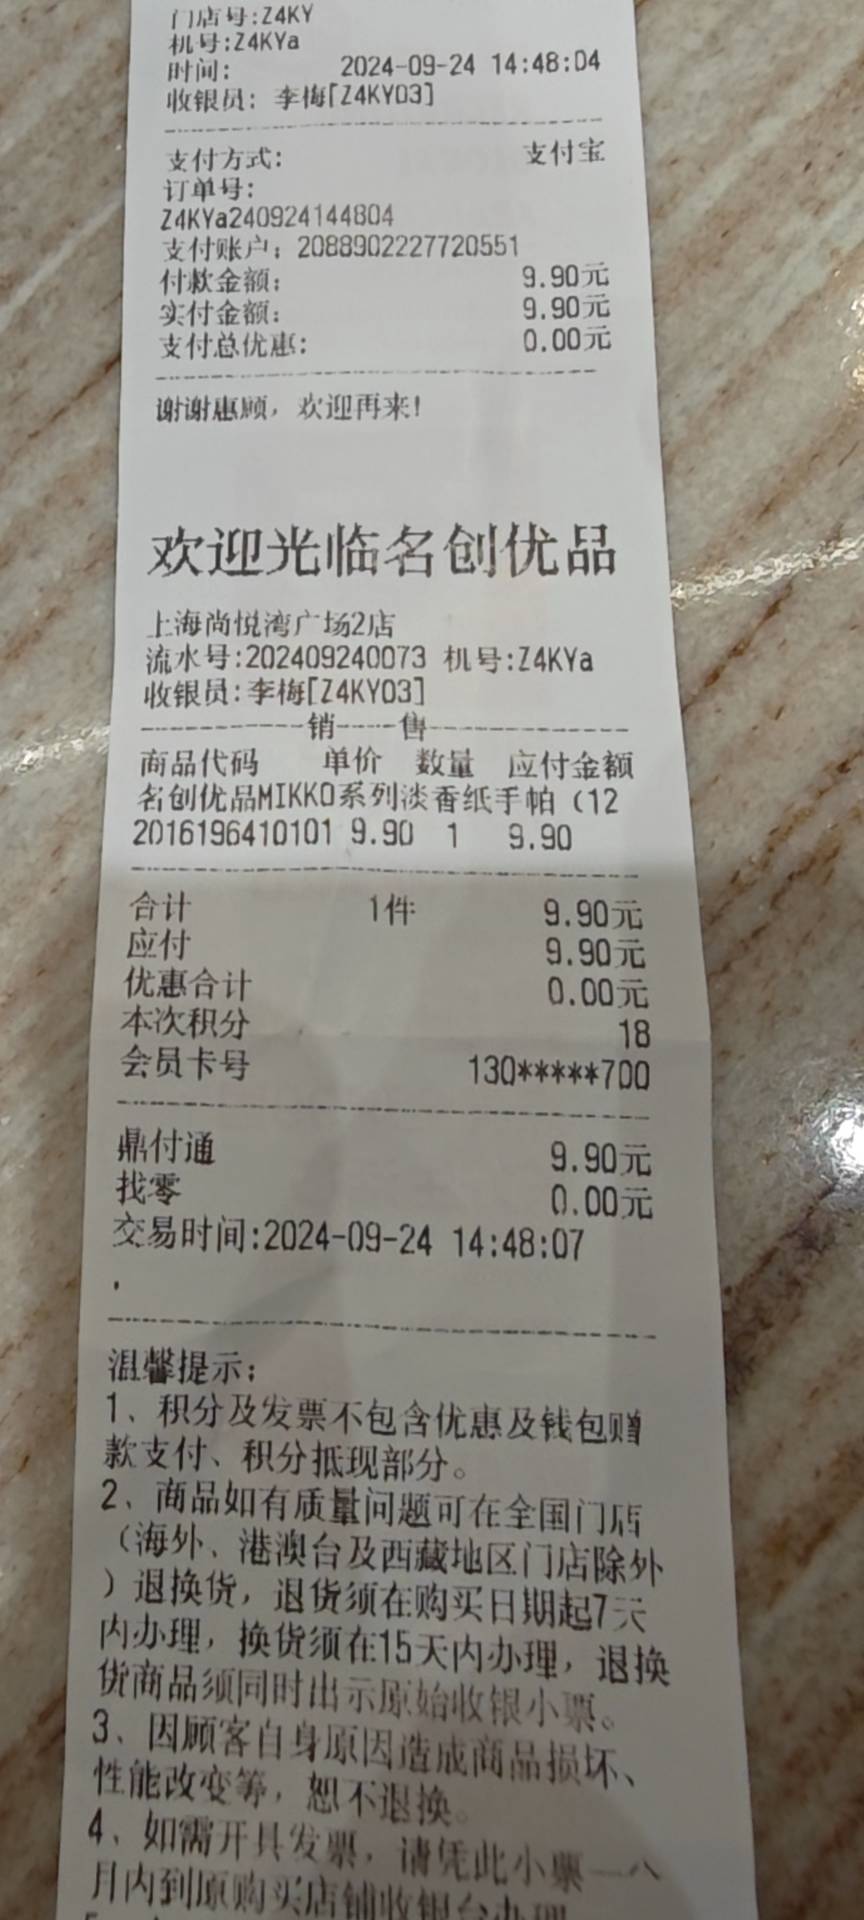 门店号:Z4KY
机号:Z4KYa
时间: 2024-09-24 14:48:04
收银员: 李梅[Z4KY03]
支付方式: 支付宝
订单号:
Z4KYa240924144804
支付账户: 2088902227720551
付款金额: 9.90元
实付金额: 9.90元
支付总优惠: 0.00元
谢谢惠顾，欢迎再来!
欢迎光临名创优品
上海尚悦湾广场2店
流水号:202409240073 机号:Z4KYa
收银员:李梅[Z4KY03]
-----------销-----售-----------
商品代码 单价 数量 应付金额
名创优品MIKKO系列淡香纸手帕（12
2016196410101 9.90 1 9.90
合计 1件 9.90元
应付 9.90元
优惠合计 0.00元
本次积分 18
会员卡号 130*****700
鼎付通 9.90元
找零 0.00元
交易时间:2024-09-24 14:48:07
.
温馨提示:
1、积分及发票不包含优惠及钱包赠
款支付、积分抵现部分。
2、商品如有质量问题可在全国门店
（海外、港澳台及西藏地区门店除外
）退换货，退货须在购买日期起7天
内办理，换货须在15天内办理，退换
货商品须同时出示原始收银小票。
3、因顾客自身原因造成商品损坏、
性能改变等，恕不退换。
4、如需开具发票，请凭此小票一个
月内到原购买店铺收银台办理